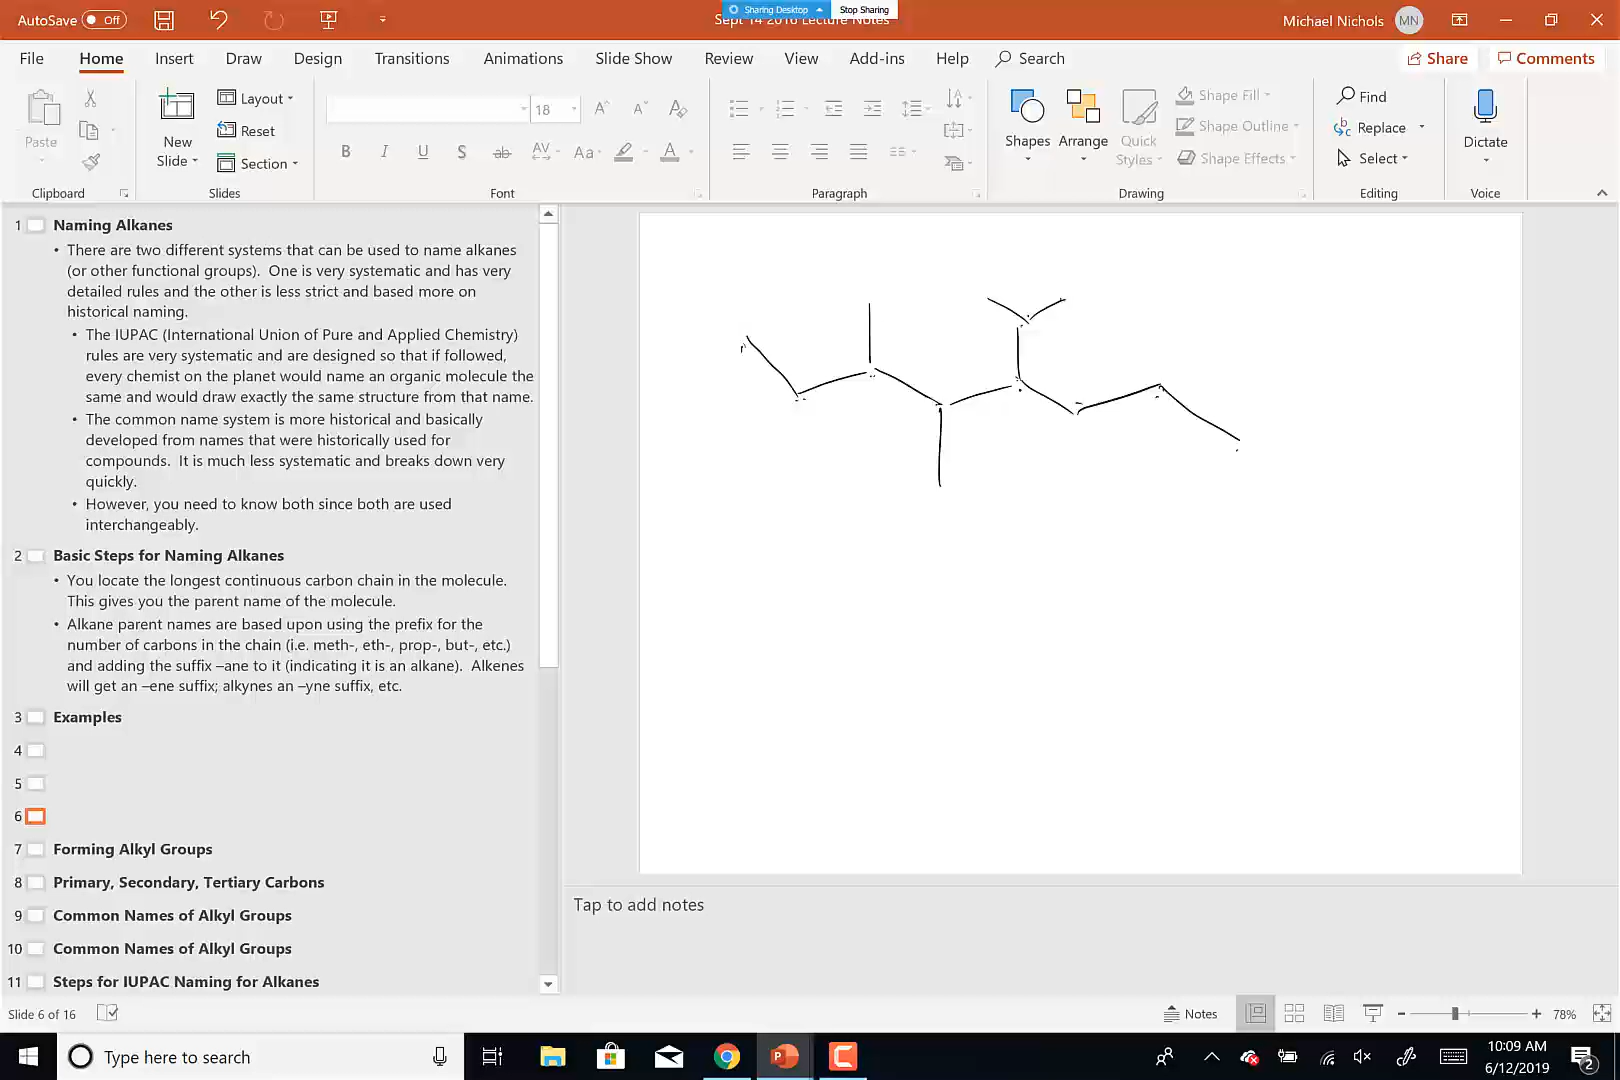 AutoSave Off
Sharing Desktop Stop Sharing
Sept 14 2016 Lecture Notes
Michael Nichols MN
File Home Insert Draw Design Transitions Animations Slide Show Review View Add-ins Help Search Share Comments
Paste
New Slide
Layout
Reset
Section
18
B I U S ab AV Aa A
Shapes Arrange Quick Styles
Shape Fill
Shape Outline
Shape Effects
Find
Replace
Select
Dictate
Clipboard Slides Font Paragraph Drawing Editing Voice
1 Naming Alkanes
• There are two different systems that can be used to name alkanes
(or other functional groups). One is very systematic and has very
detailed rules and the other is less strict and based more on
historical naming.
• The IUPAC (International Union of Pure and Applied Chemistry)
rules are very systematic and are designed so that if followed,
every chemist on the planet would name an organic molecule the
same and would draw exactly the same structure from that name.
• The common name system is more historical and basically
developed from names that were historically used for
compounds. It is much less systematic and breaks down very
quickly.
• However, you need to know both since both are used
interchangeably.
2 Basic Steps for Naming Alkanes
• You locate the longest continuous carbon chain in the molecule.
This gives you the parent name of the molecule.
• Alkane parent names are based upon using the prefix for the
number of carbons in the chain (i.e. meth-, eth-, prop-, but-, etc.)
and adding the suffix –ane to it (indicating it is an alkane). Alkenes
will get an –ene suffix; alkynes an –yne suffix, etc.
3 Examples
4
5
6
7 Forming Alkyl Groups
8 Primary, Secondary, Tertiary Carbons
9 Common Names of Alkyl Groups
10 Common Names of Alkyl Groups
11 Steps for IUPAC Naming for Alkanes
Tap to add notes
Slide 6 of 16
Notes
78%
Type here to search
10:09 AM
6/12/2019
2